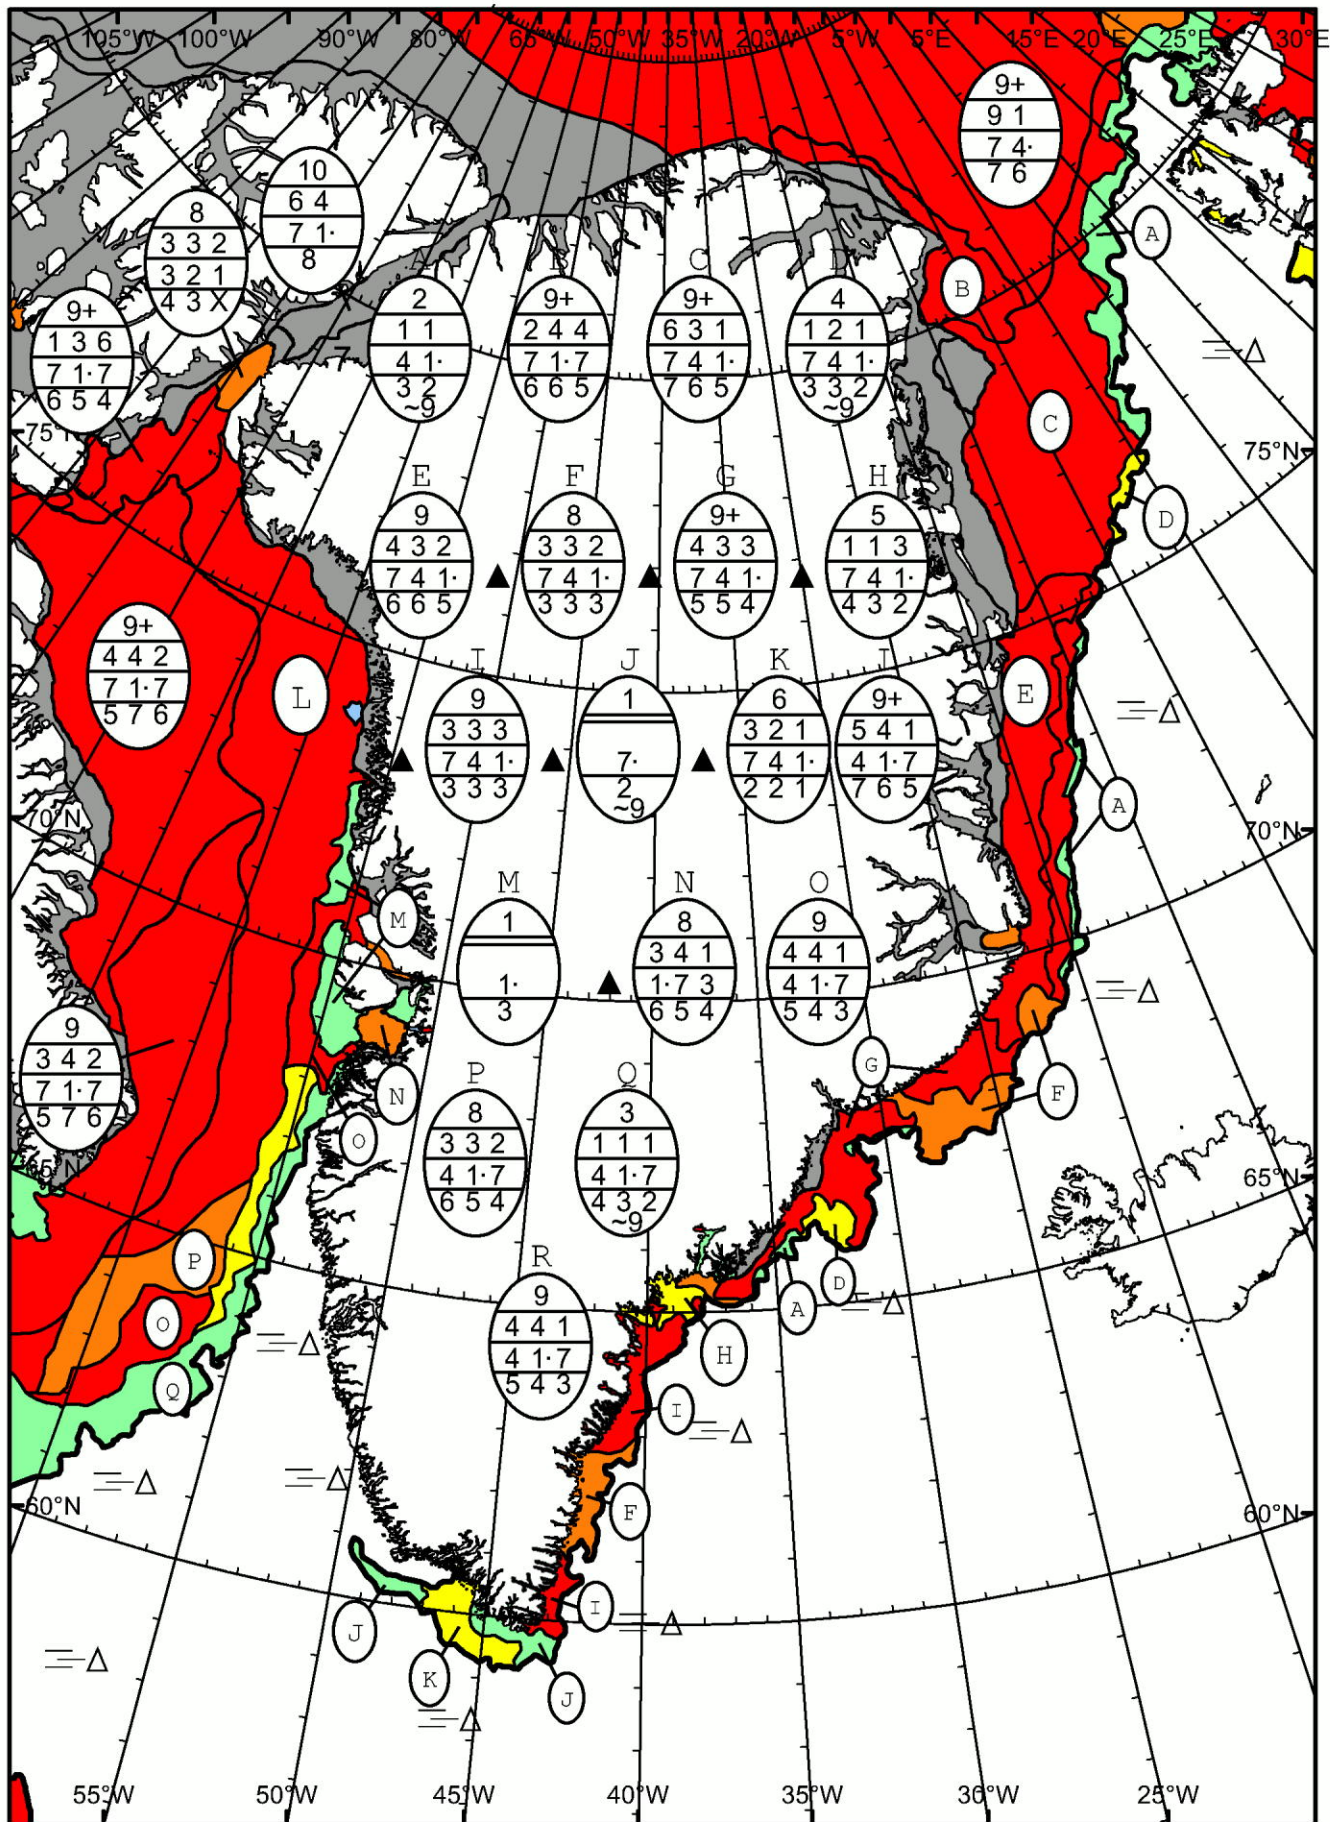 105°W 100°W 90°W 80°W 65°W 50°W 35°W 20°W 5°W 5°E 15°E 20°E 25°E 30°E
9+
9 1
7 4·
7 6
10
6 4
7 1·
8
8
3 3 2
3 2 1
4 3 X
9+
1 3 6
7 1·7
6 5 4
A
B
A B C D
2
1 1
4 1·
3 2
~9
9+
2 4 4
7 1·7
6 6 5
9+
6 3 1
7 4 1·
7 6 5
4
1 2 1
7 4 1·
3 3 2
~9
C
75°N
75°N
D
E F G H
9
4 3 2
7 4 1·
6 6 5
8
3 3 2
7 4 1·
3 3 3
9+
4 3 3
7 4 1·
5 5 4
5
1 1 3
7 4 1·
4 3 2
9+
4 4 2
7 1·7
5 7 6
L
E
I J K J
9
3 3 3
7 4 1·
3 3 3
1
7·
2
~9
6
3 2 1
7 4 1·
2 2 1
9+
5 4 1
4 1·7
7 6 5
A
70°N
70°N
M N O
M
1
1·
3
8
3 4 1
1·7 3
6 5 4
9
4 4 1
4 1·7
5 4 3
9
3 4 2
7 1·7
5 7 6
G
F
N
O
P Q
8
3 3 2
4 1·7
6 5 4
3
1 1 1
4 1·7
4 3 2
~9
65°N
65°N
P
R
D
A
O
9
4 4 1
4 1·7
5 4 3
H
Q
I
60°N
60°N
F
I
J
K
J
55°W 50°W 45°W 40°W 35°W 30°W 25°W